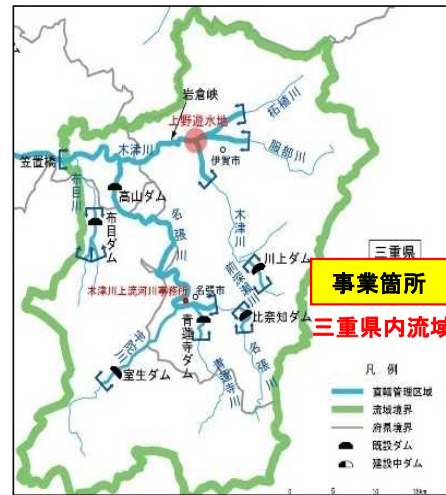 ダム
岩倉峡
上野遊水地
柘植川
服部川
伊賀市
笠置橋
木津川
布目川
高山ダム
布目ダム
名張川
木津川
三重県
川上ダム
前深瀬川
事業箇所
木津川上流河川事務所
名張市
比奈知ダム
三重県内流域
青蓮寺ダム
宇陀川
室生ダム
青蓮寺川
名張川
凡 例
直轄管理区域
流域境界
府県境界
既設ダム
建設中ダム
0 5 10 15km